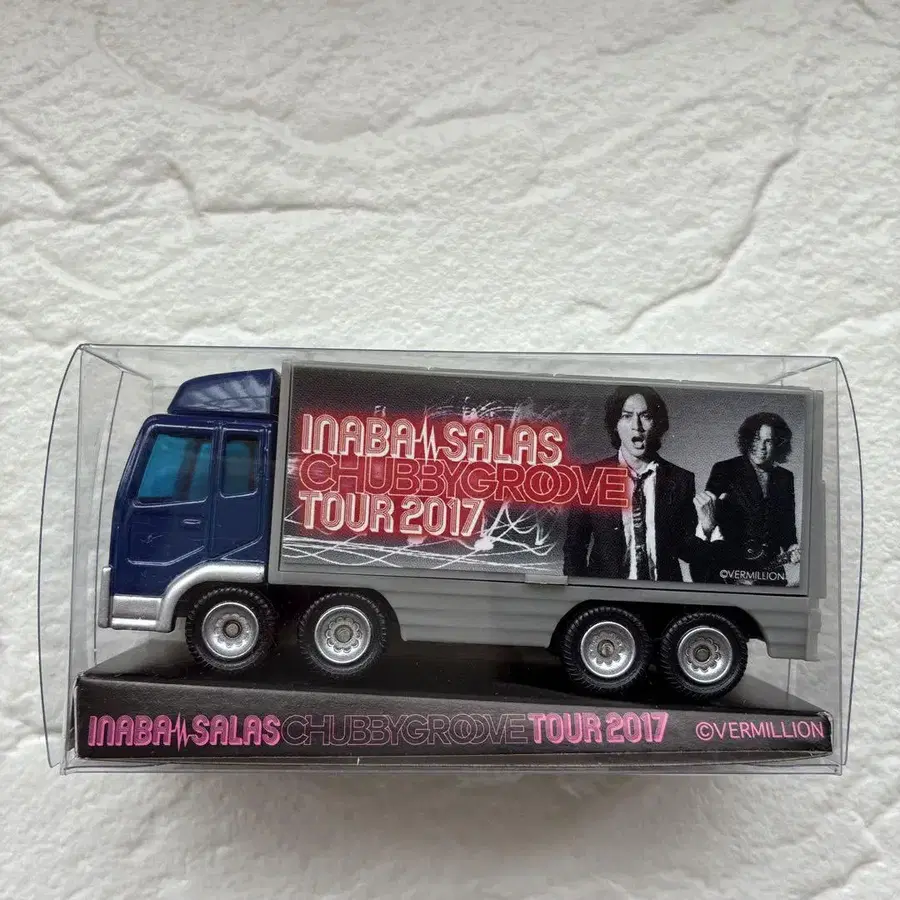 INABA SALAS
CHUBBYGROOVE
TOUR 2017
©VERMILLION
INABA SALAS CHUBBYGROOVE TOUR 2017 ©VERMILLION